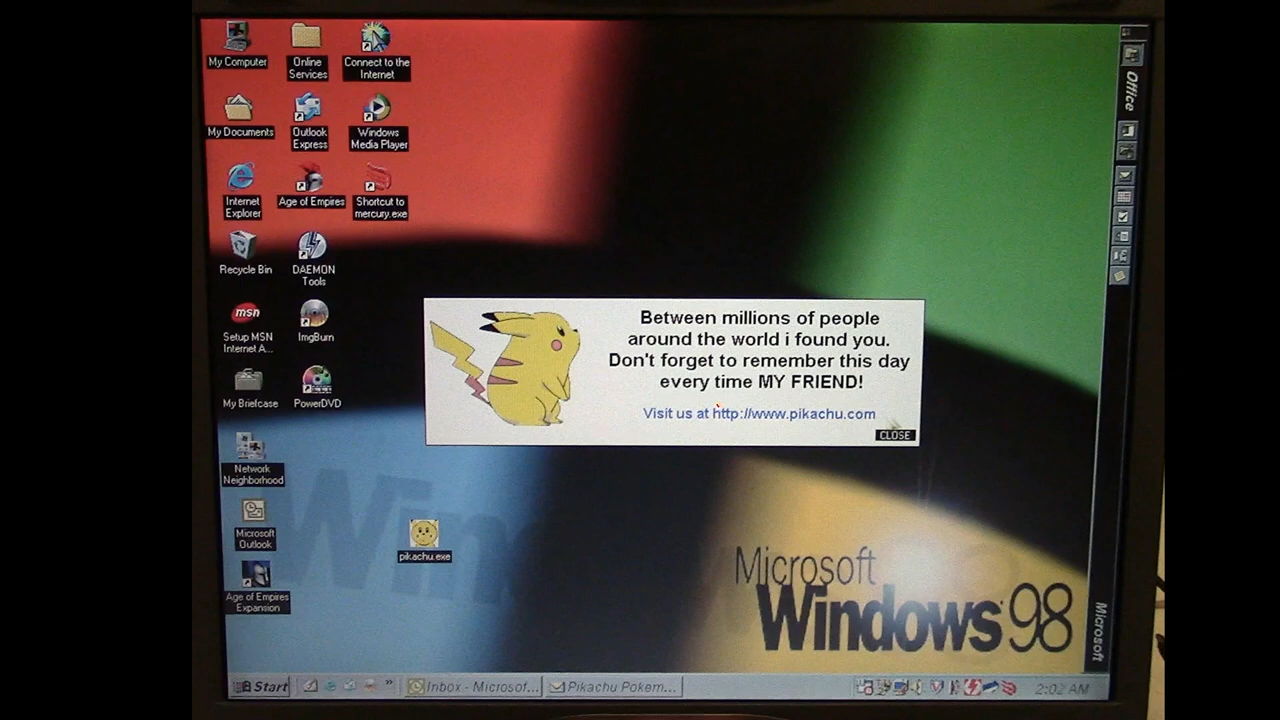 My Computer
Online
Services
Connect to the
Internet
My Documents
Outlook
Express
Windows
Media Player
Internet
Explorer
Age of Empires
Shortcut to
mercury.exe
Recycle Bin
DAEMON
Tools
msn
Setup MSN
Internet A...
ImgBurn
My Briefcase
PowerDVD
Network
Neighborhood
Microsoft
Outlook
Age of Empires
Expansion
pikachu.exe
Between millions of people
around the world i found you.
Don't forget to remember this day
every time MY FRIEND!
Visit us at http://www.pikachu.com
CLOSE
Office
Microsoft
Wind
Microsoft
Windows 98
Start
»
Inbox - Microsof...
Pikachu Pokem...
2:02 AM